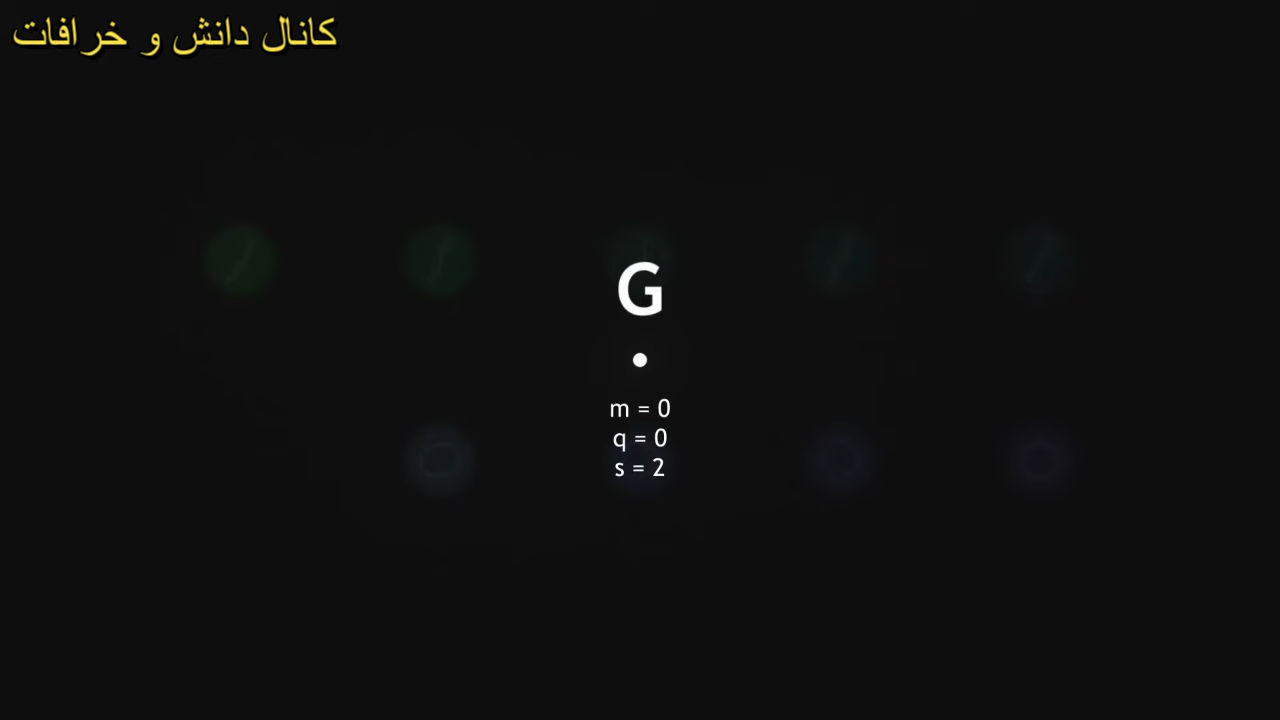 کانال دانش و خرافات
G
m = 0
q = 0
s = 2